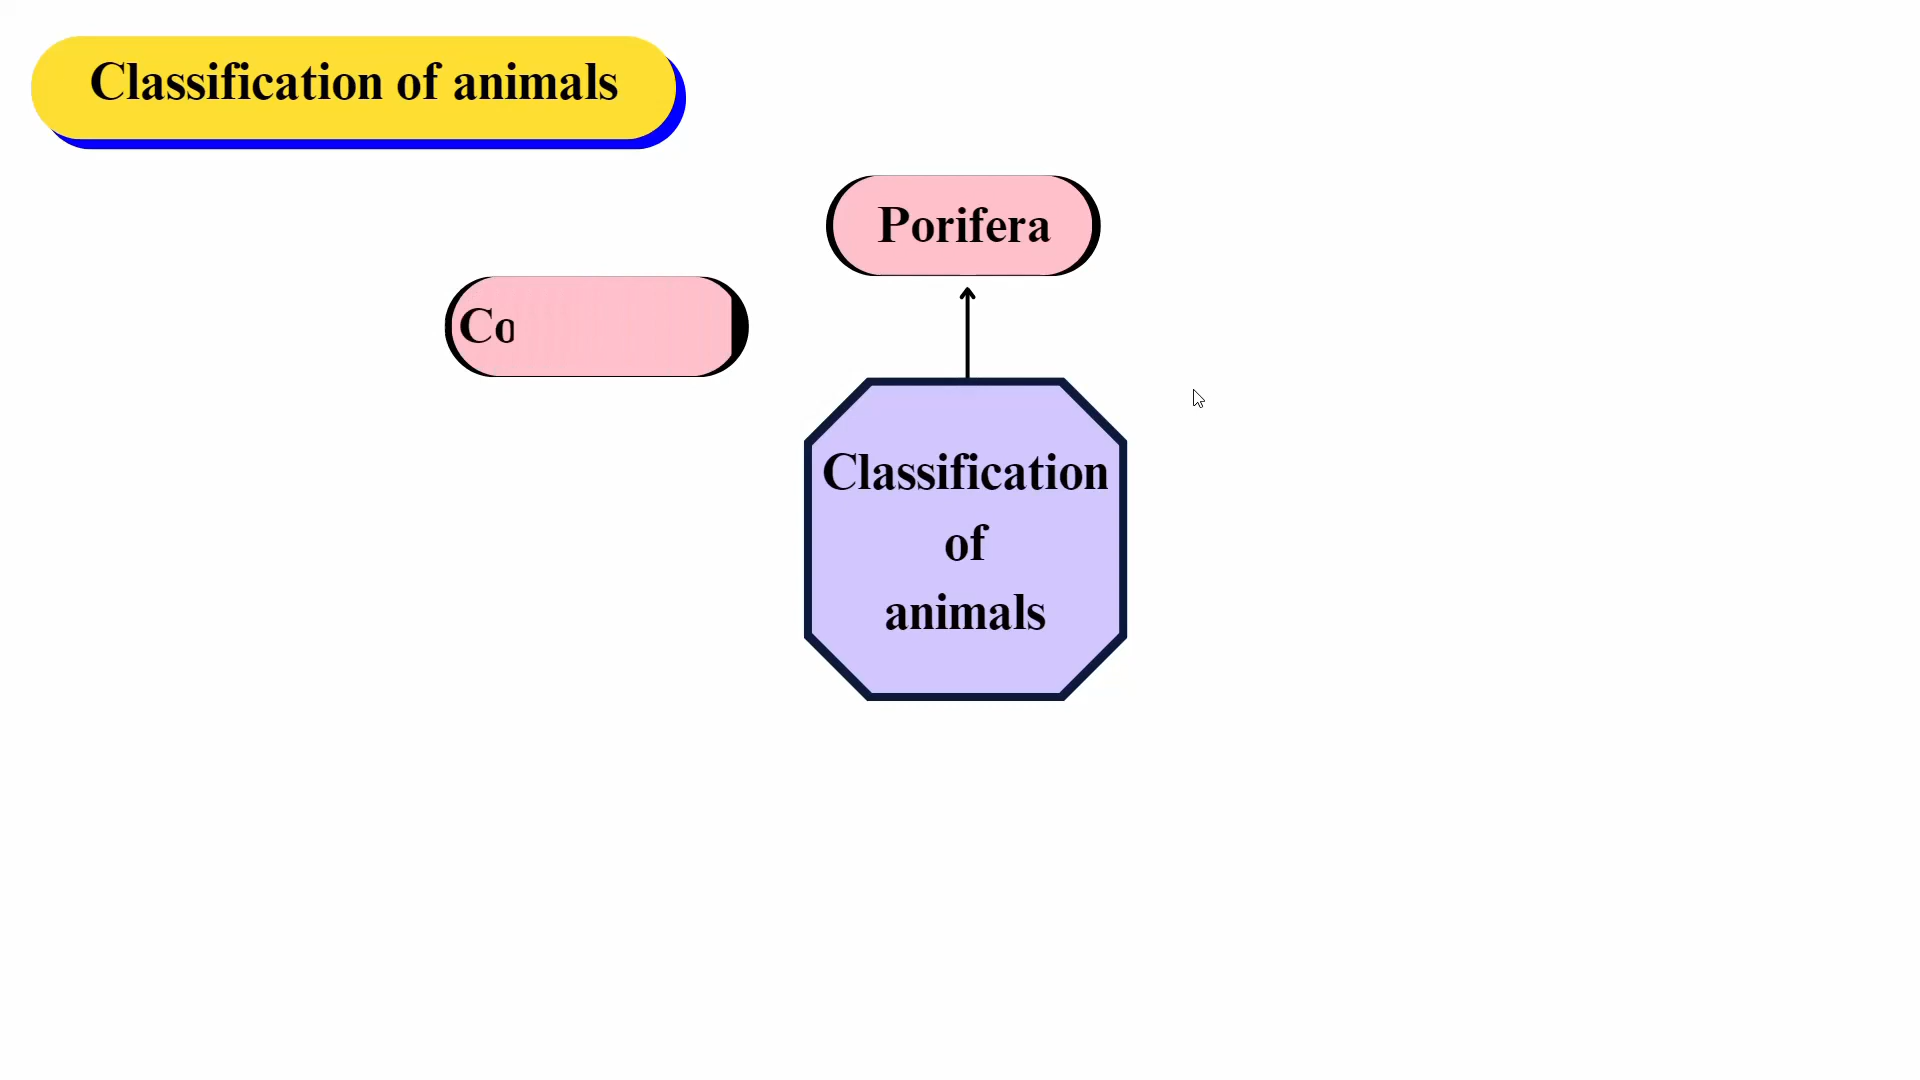 Classification of animals
Porifera
Co
Classification
of
animals